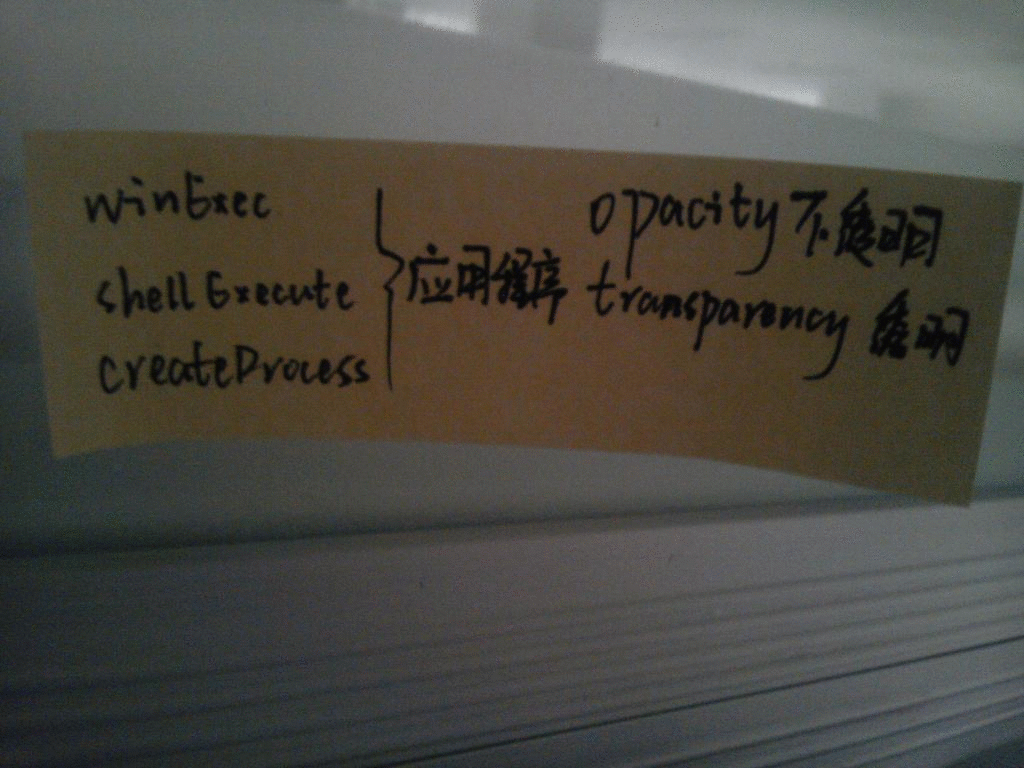 winExec
shellExecute
createProcess
应用程序
opacity 不透明
transparency 透明